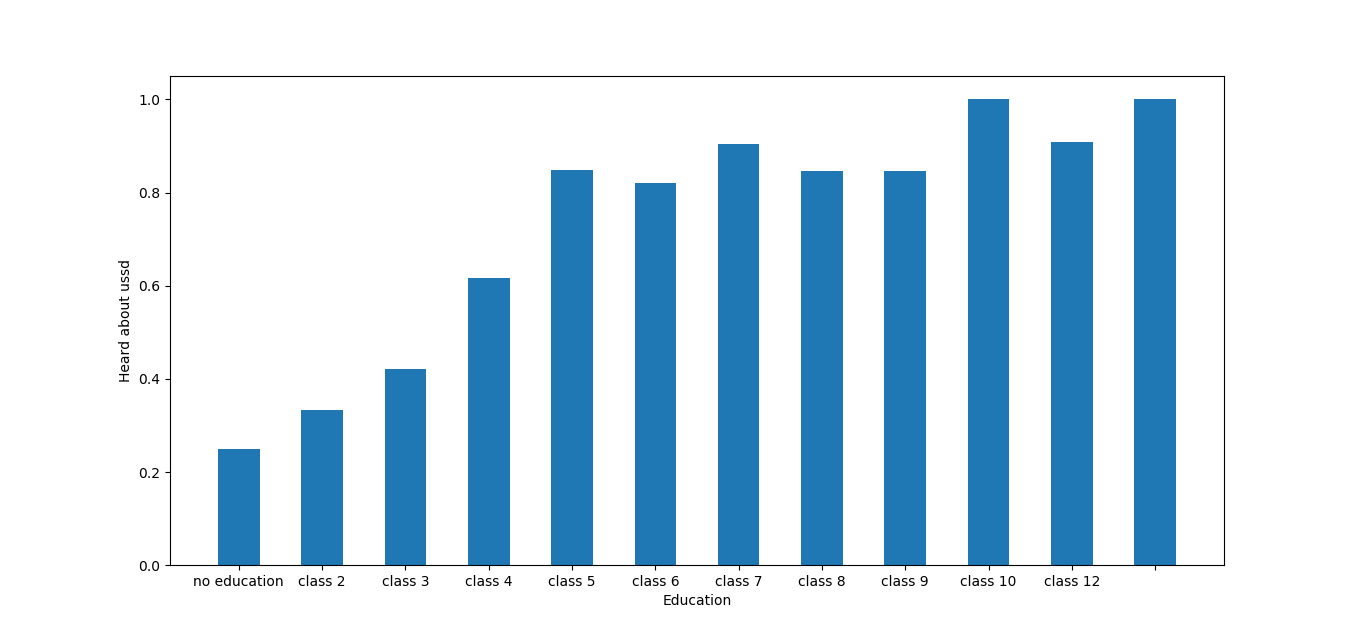 1.0
0.8
0.6
0.4
0.2
0.0
Heard about ussd
no education class 2 class 3 class 4 class 5 class 6 class 7 class 8 class 9 class 10 class 12
Education